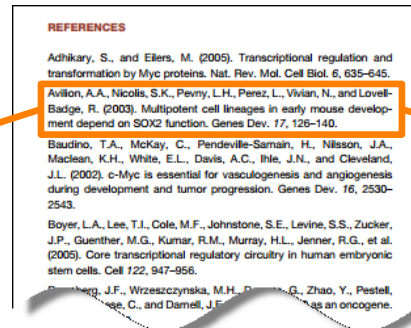 REFERENCES
Adhikary, S., and Eilers, M. (2005). Transcriptional regulation and
transformation by Myc proteins. Nat. Rev. Mol. Cell Biol. 6, 635–645.
Avilion, A.A., Nicolis, S.K., Pevny, L.H., Perez, L., Vivian, N., and Lovell-
Badge, R. (2003). Multipotent cell lineages in early mouse develop-
ment depend on SOX2 function. Genes Dev. 17, 126–140.
Baudino, T.A., McKay, C., Pendeville-Samain, H., Nilsson, J.A.,
Maclean, K.H., White, E.L., Davis, A.C., Ihle, J.N., and Cleveland,
J.L. (2002). c-Myc is essential for vasculogenesis and angiogenesis
during development and tumor progression. Genes Dev. 16, 2530–
2543.
Boyer, L.A., Lee, T.I., Cole, M.F., Johnstone, S.E., Levine, S.S., Zucker,
J.P., Guenther, M.G., Kumar, R.M., Murray, H.L., Jenner, R.G., et al.
(2005). Core transcriptional regulatory circuitry in human embryonic
stem cells. Cell 122, 947–956.
J.F., Wrzeszczynska, M.H., G., Zhao, Y., Pestell,
C., and Darnell, as an oncogene.